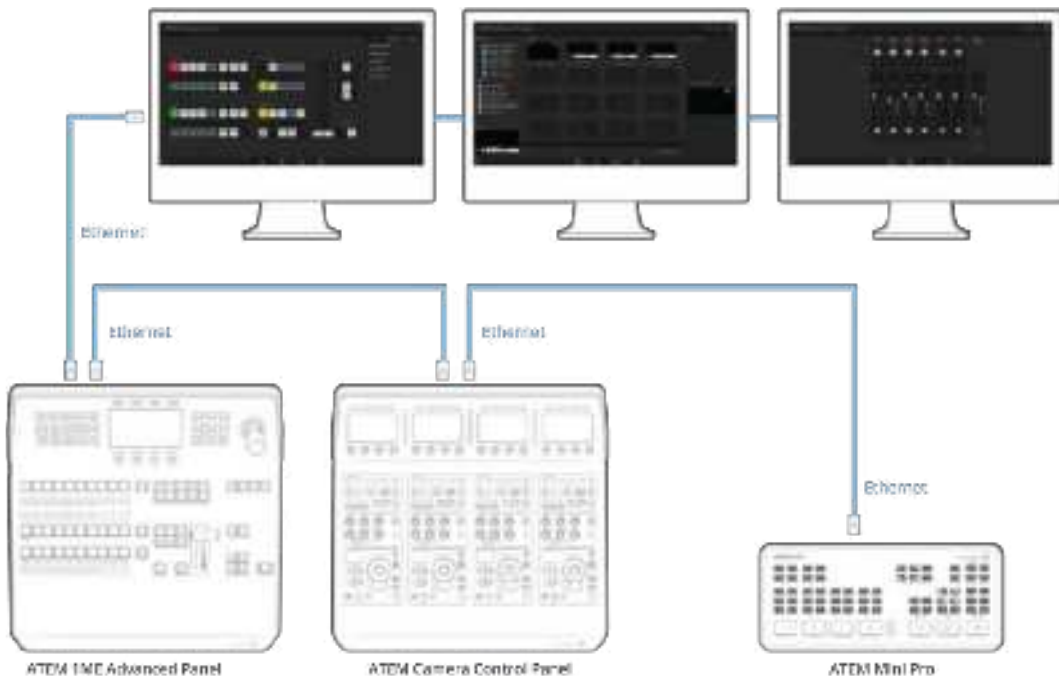 Ethernet
Ethernet
Ethernet
Ethernet
ATEM 1ME Advanced Panel
ATEM Camera Control Panel
ATEM Mini Pro